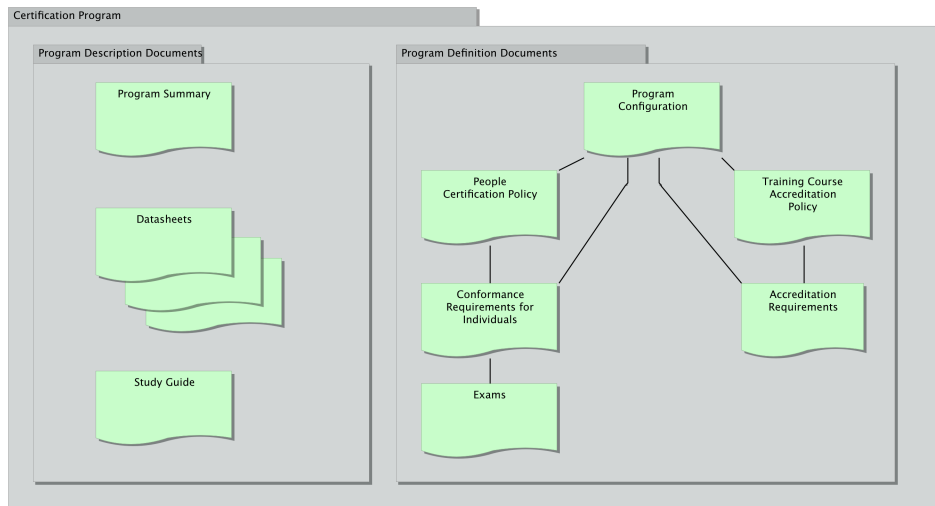 Certification Program
Program Description Documents
Program Summary
Datasheets
Study Guide
Program Definition Documents
Program
Configuration
People
Certification Policy
Training Course
Accreditation
Policy
Conformance
Requirements for
Individuals
Accreditation
Requirements
Exams